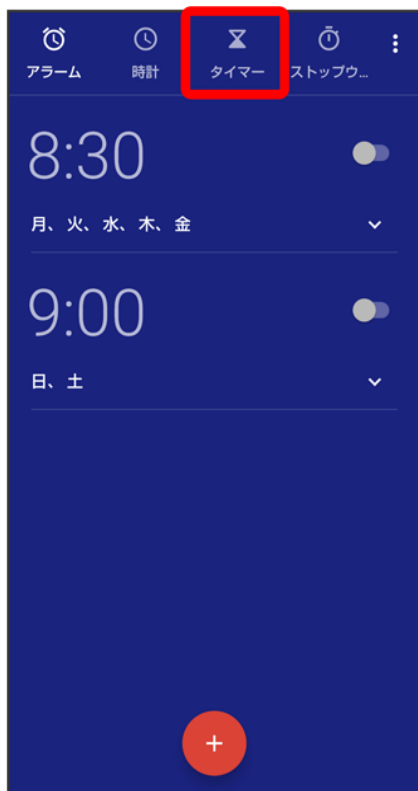 アラーム 時計 タイマー ストップウ...
8:30
月、火、水、木、金
9:00
日、土